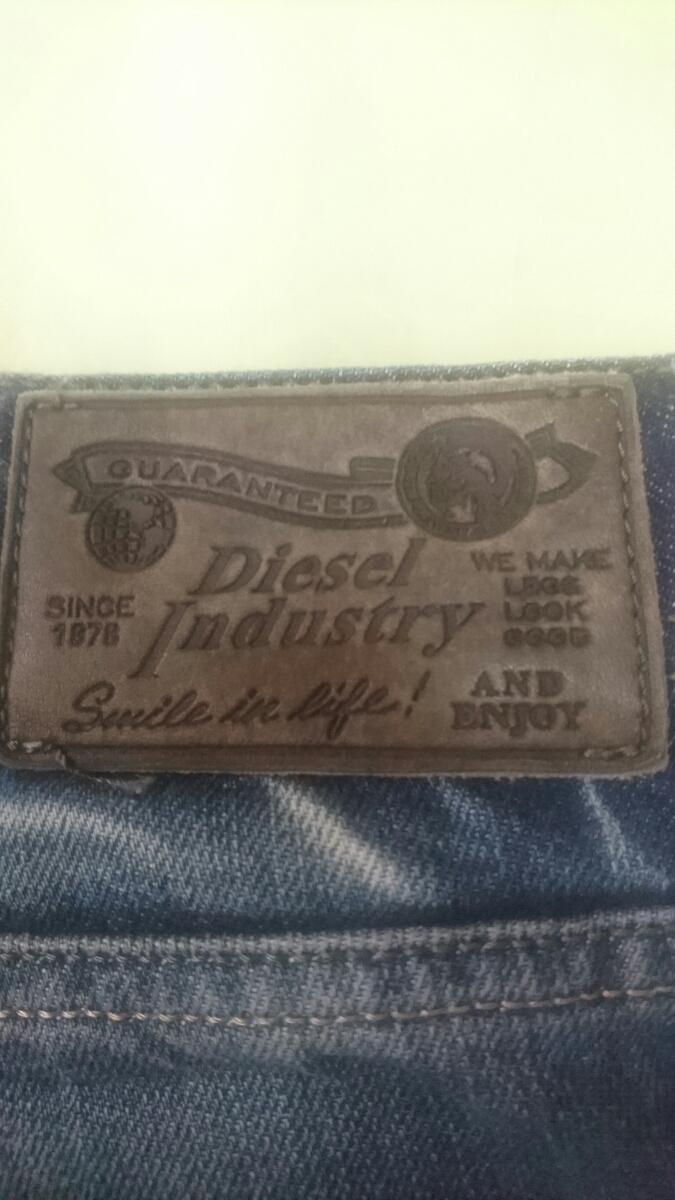 GUARANTEED
Diesel
Industry
SINCE
1978
WE MAKE
LEGS
LOOK
GOOD
Smile in life!
AND
ENJOY